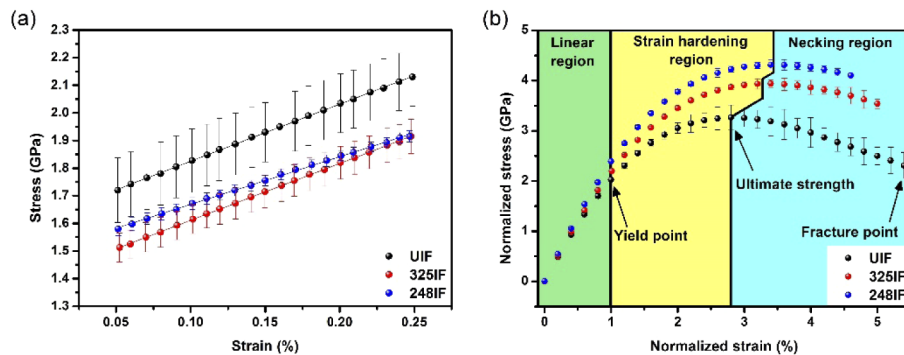 (a)
2.3
2.2
2.1
2.0
1.9
1.8
1.7
1.6
1.5
1.4
1.3
Stress (GPa)
0.05
0.10
0.15
0.20
0.25
Strain (%)
UIF
325IF
248IF
(b)
Linear
region
Strain hardening
region
Necking region
5
4
3
2
1
0
Normalized stress (GPa)
Ultimate strength
Yield point
Fracture point
UIF
325IF
248IF
0
1
2
3
4
5
Normalized strain (%)